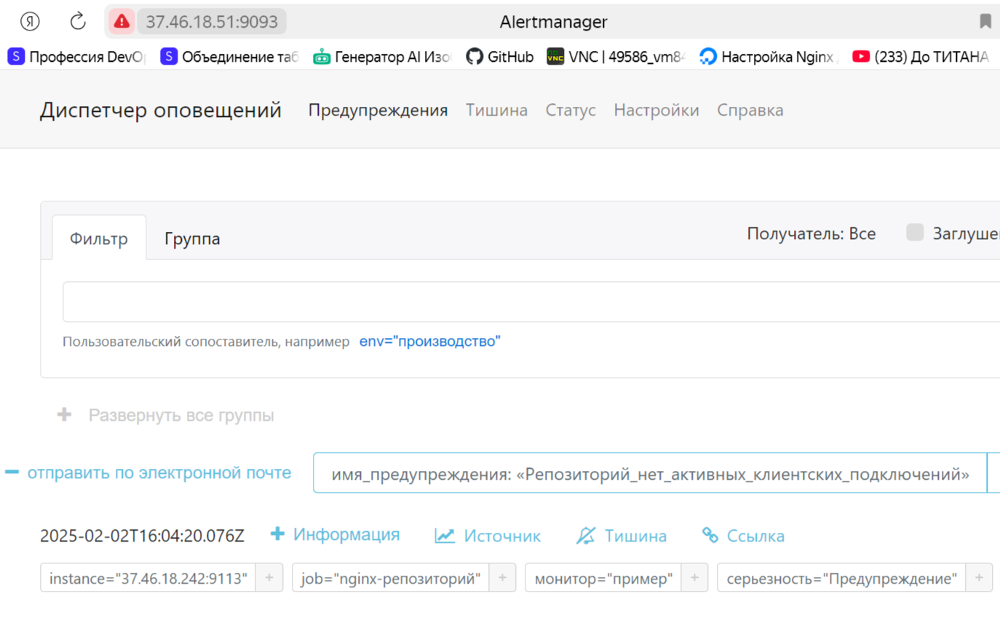 Я 37.46.18.51:9093 Alertmanager
S Профессия DevO S Объединение таб Генератор AI Изо GitHub VNC VNC | 49586_vm84 Настройка Nginx (233) До ТИТАНА
Диспетчер оповещений Предупреждения Тишина Статус Настройки Справка
Фильтр Группа Получатель: Все Заглуше
Пользовательский сопоставитель, например env="производство"
+ Развернуть все группы
− отправить по электронной почте имя_предупреждения: «Репозиторий_нет_активных_клиентских_подключений»
2025-02-02T16:04:20.076Z + Информация Источник Тишина Ссылка
instance="37.46.18.242:9113" + job="nginx-репозиторий" + монитор="пример" + серьезность="Предупреждение" +